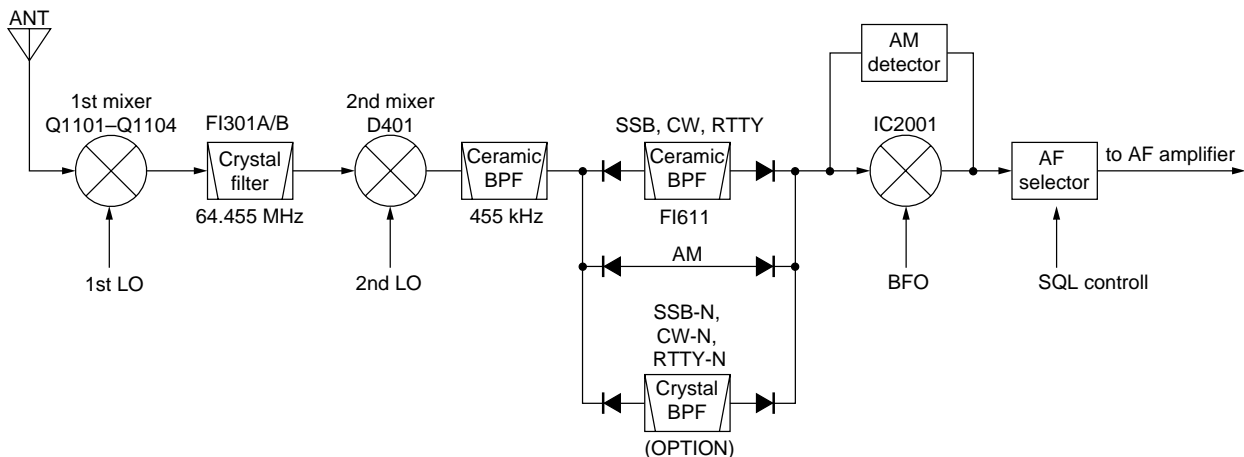 ANT
1st mixer
Q1101–Q1104
1st LO
FI301A/B
Crystal
filter
64.455 MHz
2nd mixer
D401
2nd LO
Ceramic
BPF
455 kHz
SSB, CW, RTTY
Ceramic
BPF
FI611
AM
SSB-N,
CW-N,
RTTY-N
Crystal
BPF
(OPTION)
AM
detector
IC2001
BFO
AF
selector
SQL controll
to AF amplifier